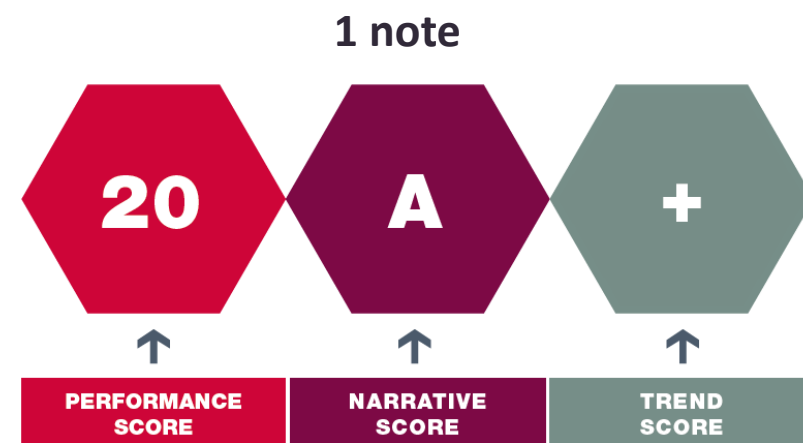 1 note
20 A +
↑ ↑ ↑
PERFORMANCE SCORE
NARRATIVE SCORE
TREND SCORE